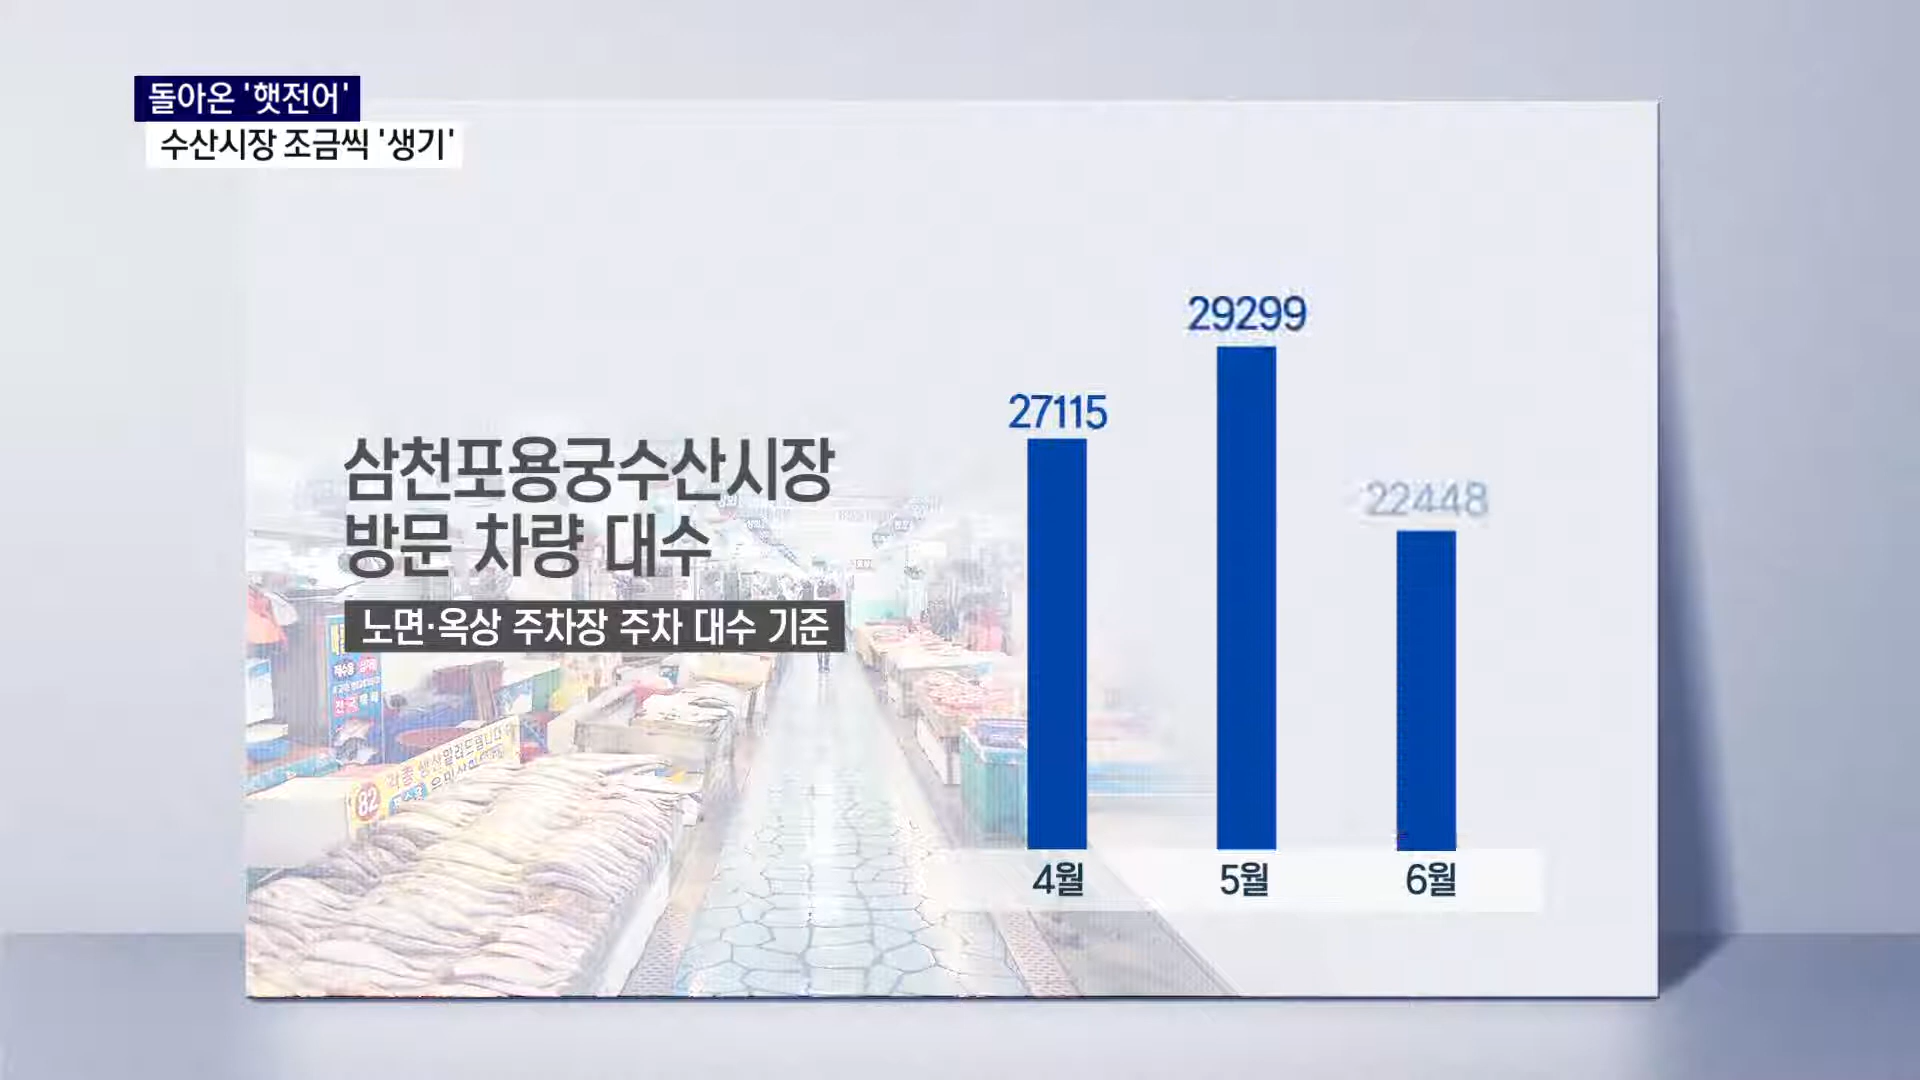 돌아온 '햇전어'
수산시장 조금씩 '생기'
29299
27115
22448
삼천포용궁수산시장
방문 차량 대수
노면·옥상 주차장 주차 대수 기준
82
4월
5월
6월